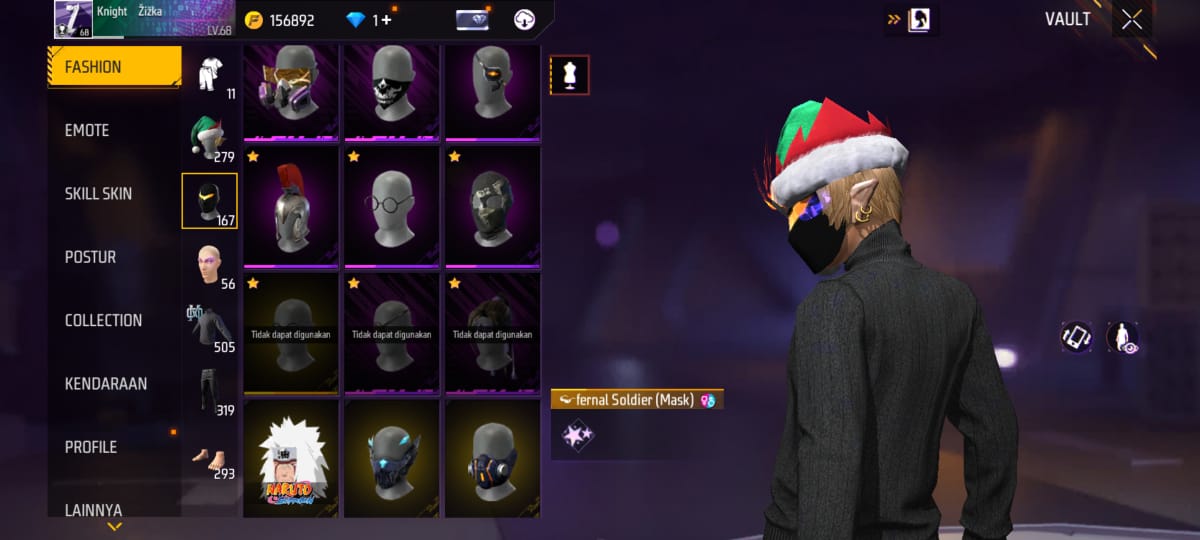 Knight Žižka
68
LV.68
156892
1+
VAULT
FASHION
EMOTE
SKILL SKIN
POSTUR
COLLECTION
KENDARAAN
PROFILE
LAINNYA
11
279
167
56
505
319
293
Tidak dapat digunakan
Tidak dapat digunakan
Tidak dapat digunakan
NARUTO
fernal Soldier (Mask)